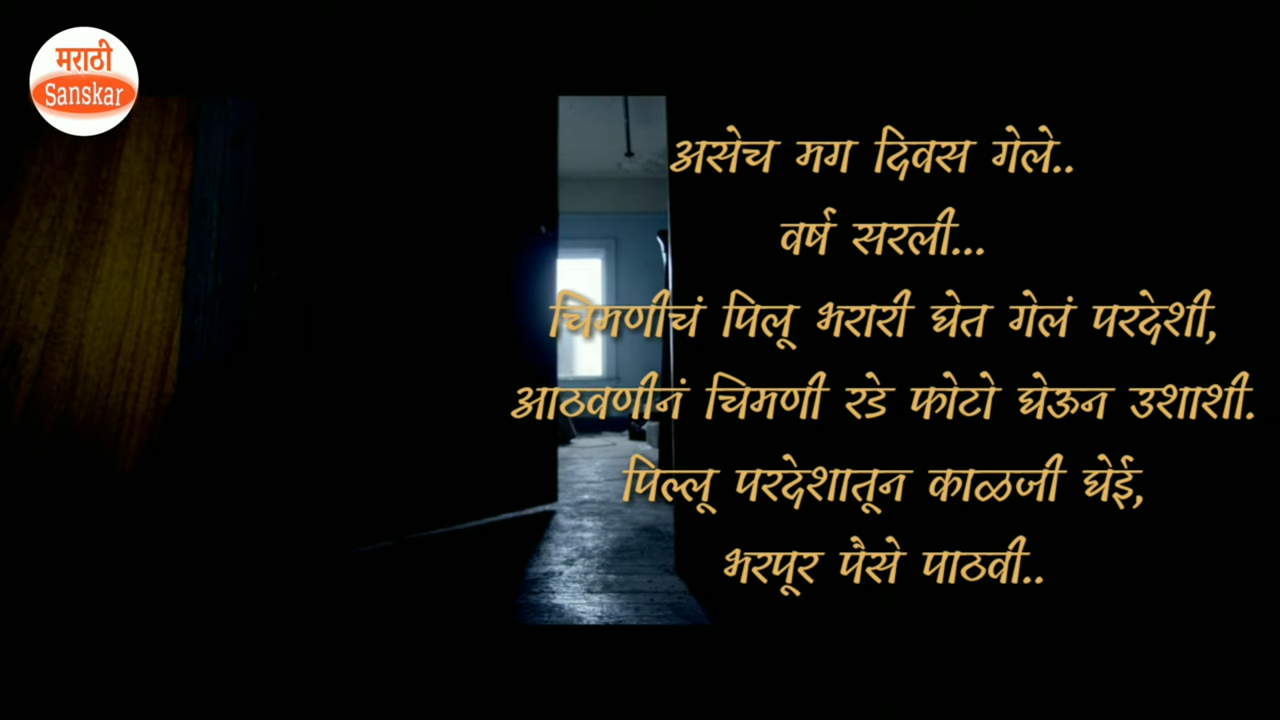 मराठी
Sanskar
असेच मग दिवस गेले..
वर्ष सरली...
चिमणीचं पिलू भरारी घेत गेलं परदेशी,
आठवणीनं चिमणी रडे फोटो घेऊन उशाशी.
पिल्लू परदेशातून काळजी घेई,
भरपूर पैसे पाठवी..